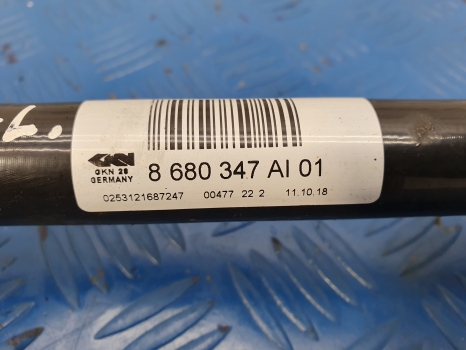 GKN
8 680 347 AI 01
GKN 28
GERMANY
0253121687247 00477 22 2 11.10.18